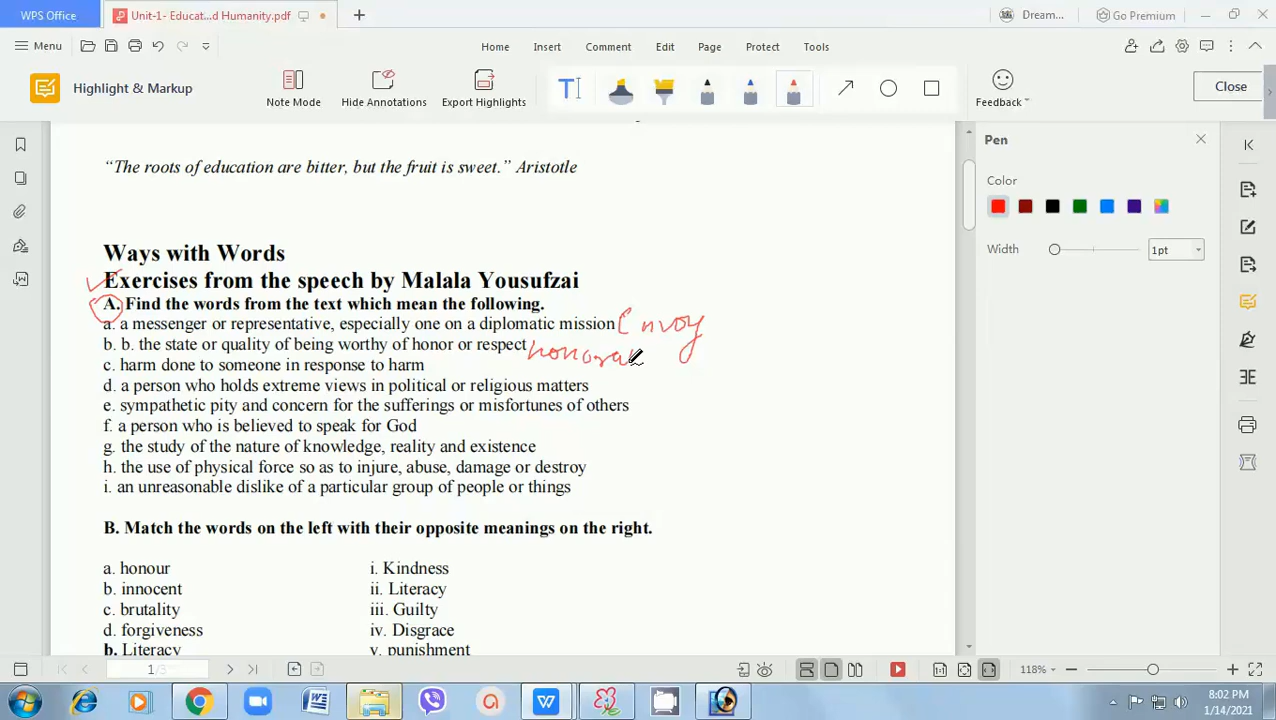 WPS Office
Unit-1- Educat...d Humanity.pdf
Dream...
Go Premium
Menu
Home Insert Comment Edit Page Protect Tools
Highlight & Markup
Note Mode
Hide Annotations
Export Highlights
Feedback
Close
Pen
Color
Width
1pt
“The roots of education are bitter, but the fruit is sweet.” Aristotle
Ways with Words
Exercises from the speech by Malala Yousufzai
A. Find the words from the text which mean the following.
a. a messenger or representative, especially one on a diplomatic mission Envoy
b. b. the state or quality of being worthy of honor or respect
c. harm done to someone in response to harm
d. a person who holds extreme views in political or religious matters
e. sympathetic pity and concern for the sufferings or misfortunes of others
f. a person who is believed to speak for God
g. the study of the nature of knowledge, reality and existence
h. the use of physical force so as to injure, abuse, damage or destroy
i. an unreasonable dislike of a particular group of people or things
B. Match the words on the left with their opposite meanings on the right.
a. honour i. Kindness
b. innocent ii. Literacy
c. brutality iii. Guilty
d. forgiveness iv. Disgrace
b. Literacy v. punishment
1/3
118%
8:02 PM
1/14/2021